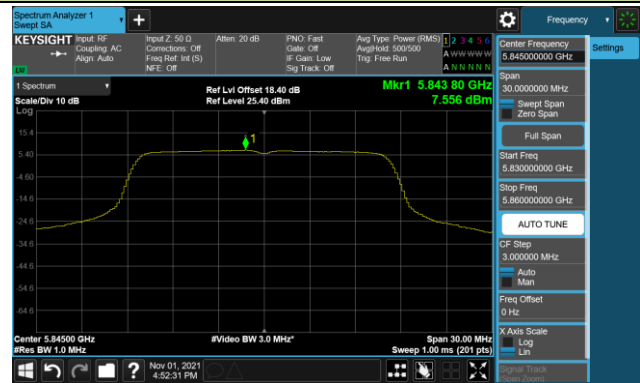 Spectrum Analyzer 1
Swept SA
+
Frequency
KEYSIGHT
Input: RF
Coupling: AC
Align: Auto
Input Z: 50 Ω
Corrections: Off
Freq Ref: Int (S)
NFE: Off
Atten: 20 dB
PNO: Fast
Gate: Off
IF Gain: Low
Sig Track: Off
Avg Type: Power (RMS)
Avg|Hold: 500/500
Trig: Free Run
1 2 3 4 5 6
A W W W W W
A N N N N N
LW
1 Spectrum
Scale/Div 10 dB
Log
Ref Lvl Offset 18.40 dB
Ref Level 25.40 dBm
Mkr1 5.843 80 GHz
7.556 dBm
1
15.4
5.40
-4.60
-14.6
-24.6
-34.6
-44.6
-54.6
-64.6
Center 5.84500 GHz
#Res BW 1.0 MHz
#Video BW 3.0 MHz*
Span 30.00 MHz
Sweep 1.00 ms (201 pts)
Center Frequency
5.845000000 GHz
Settings
Span
30.0000000 MHz
Swept Span
Zero Span
Full Span
Start Freq
5.830000000 GHz
Stop Freq
5.860000000 GHz
AUTO TUNE
CF Step
3.000000 MHz
Auto
Man
Freq Offset
0 Hz
X Axis Scale
Log
Lin
Signal Track
(Span Zoom)
?
Nov 01, 2021
4:52:31 PM